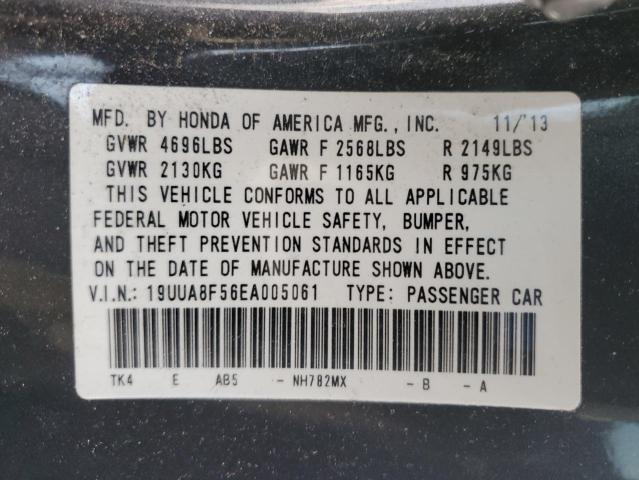 MFD. BY HONDA OF AMERICA MFG., INC. 11/'13
GVWR 4696LBS GAWR F 2568LBS R 2149LBS
GVWR 2130KG GAWR F 1165KG R 975KG
THIS VEHICLE CONFORMS TO ALL APPLICABLE
FEDERAL MOTOR VEHICLE SAFETY, BUMPER,
AND THEFT PREVENTION STANDARDS IN EFFECT
ON THE DATE OF MANUFACTURE SHOWN ABOVE.
V.I.N.: 19UUA8F56EA005061 TYPE: PASSENGER CAR
TK4 E AB5 - NH782MX - B - A